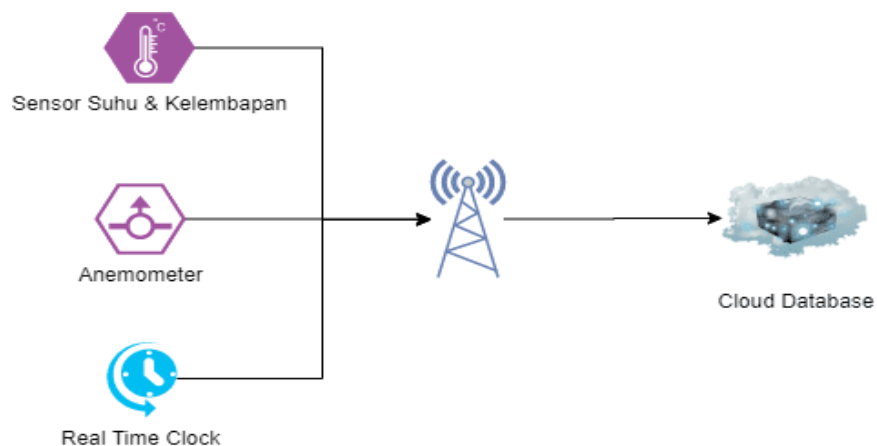 °C
Sensor Suhu & Kelembapan
Anemometer
Cloud Database
Real Time Clock